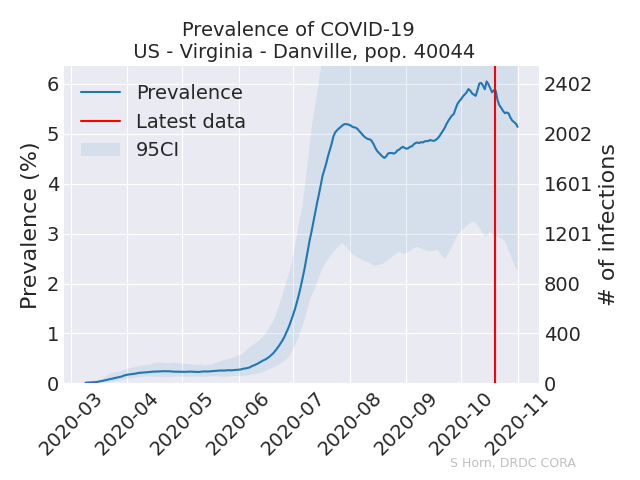 Prevalence of COVID-19
US - Virginia - Danville, pop. 40044
Prevalence
Latest data
95CI
Prevalence (%)
6
5
4
3
2
1
0
2402
2002
1601
1201
800
400
0
# of infections
2020-03
2020-04
2020-05
2020-06
2020-07
2020-08
2020-09
2020-10
2020-11
S Horn, DRDC CORA